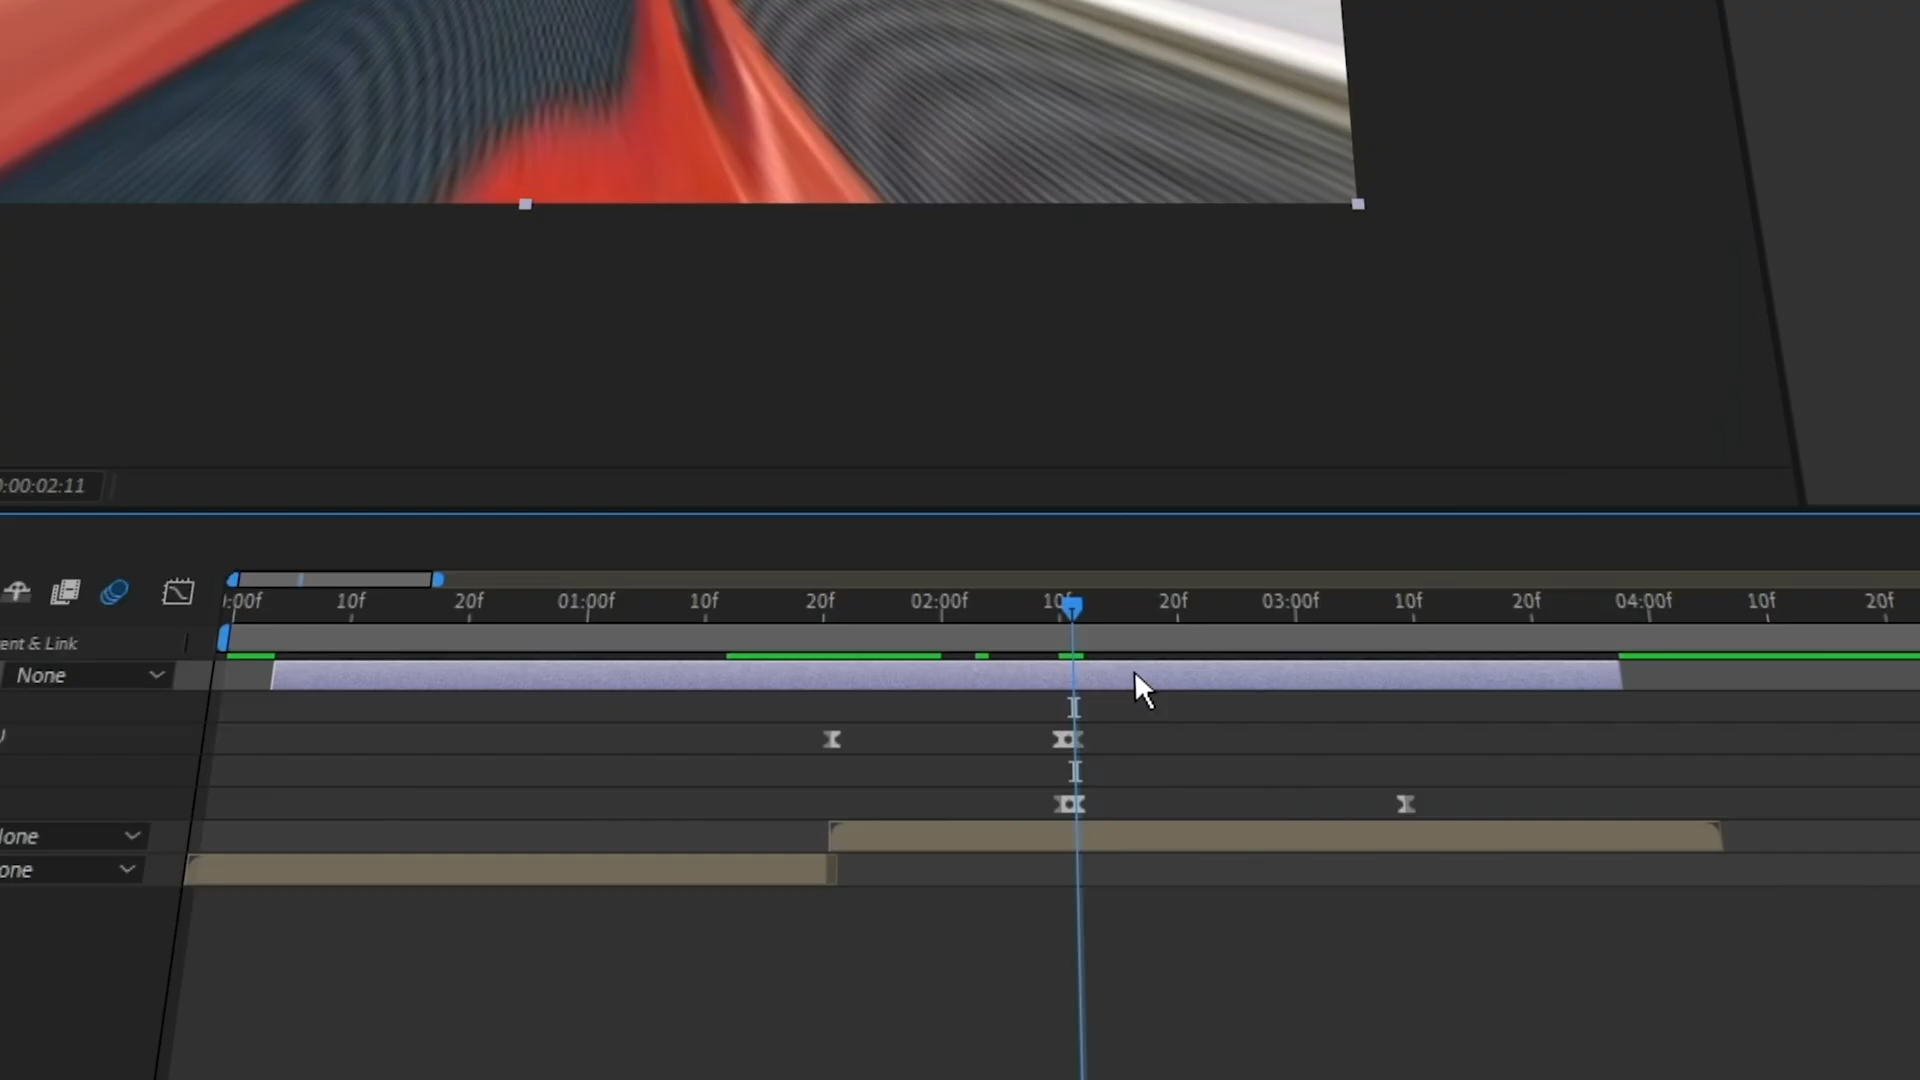 :00:02:11
:00f 10f 20f 01:00f 10f 20f 02:00f 10f 20f 03:00f 10f 20f 04:00f 10f 20f
ent & Link
None
lone
one